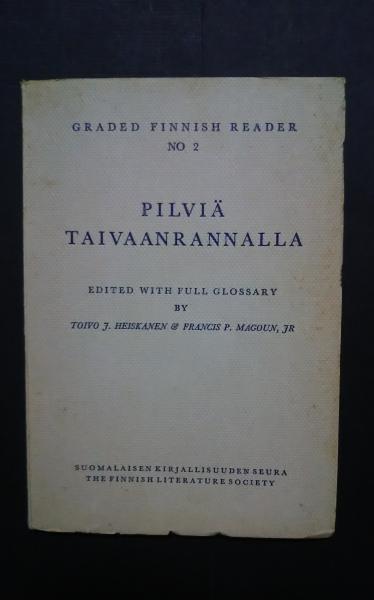 GRADED FINNISH READER
NO 2
PILVIÄ
TAIVAANRANNALLA
EDITED WITH FULL GLOSSARY
BY
TOIVO J. HEISKANEN & FRANCIS P. MAGOUN, JR
SUOMALAISEN KIRJALLISUUDEN SEURA
THE FINNISH LITERATURE SOCIETY